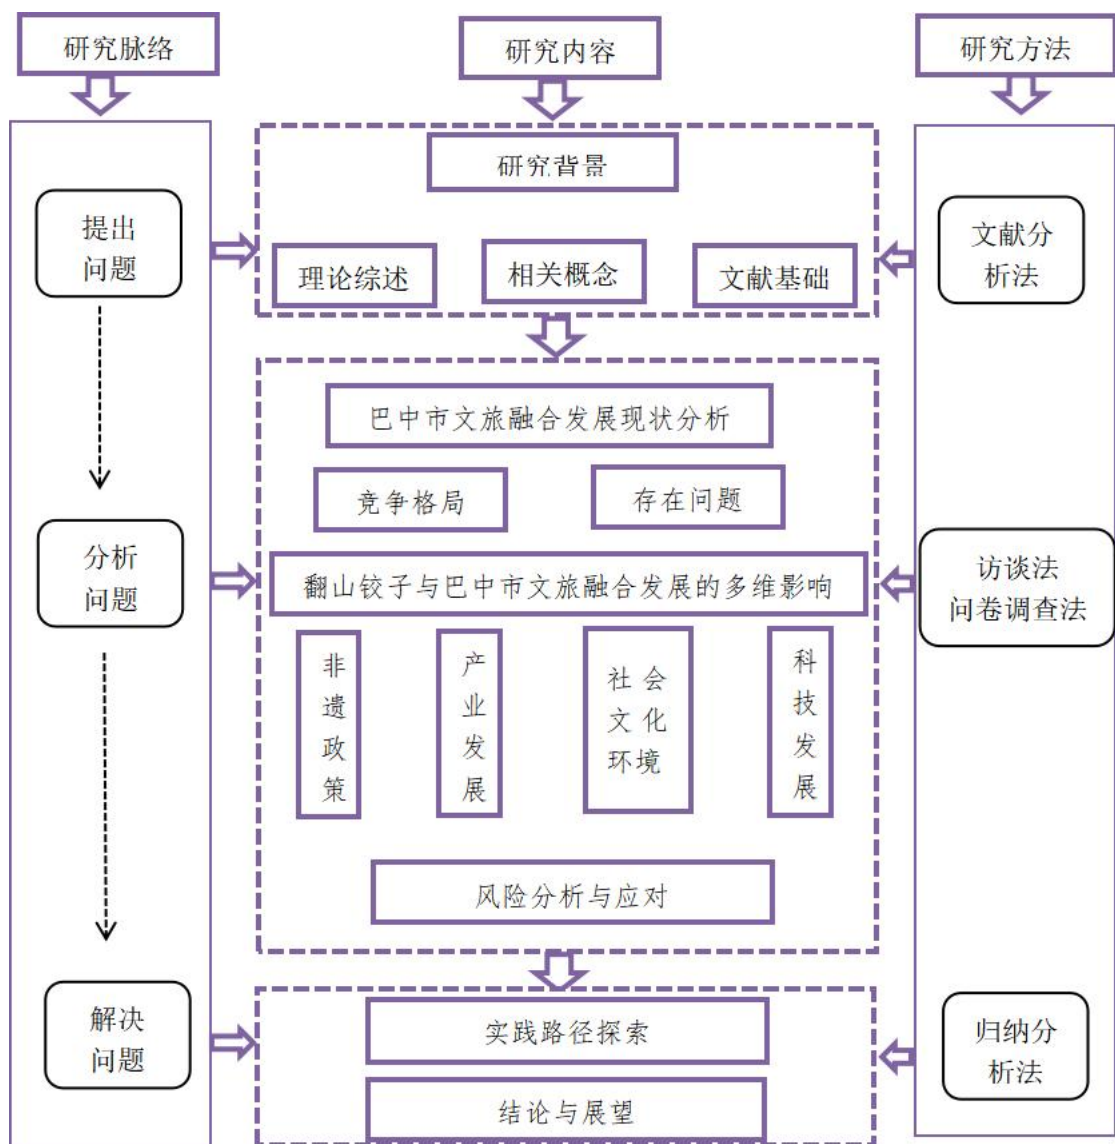 研究脉络
研究内容
研究方法
研究背景
提出
问题
理论综述
相关概念
文献基础
文献分
析法
巴中市文旅融合发展现状分析
竞争格局
存在问题
分析
问题
翻山铰子与巴中市文旅融合发展的多维影响
访谈法
问卷调查法
非遗政策
产业发展
社会
文化
环境
科技发展
风险分析与应对
解决
问题
实践路径探索
结论与展望
归纳分
析法